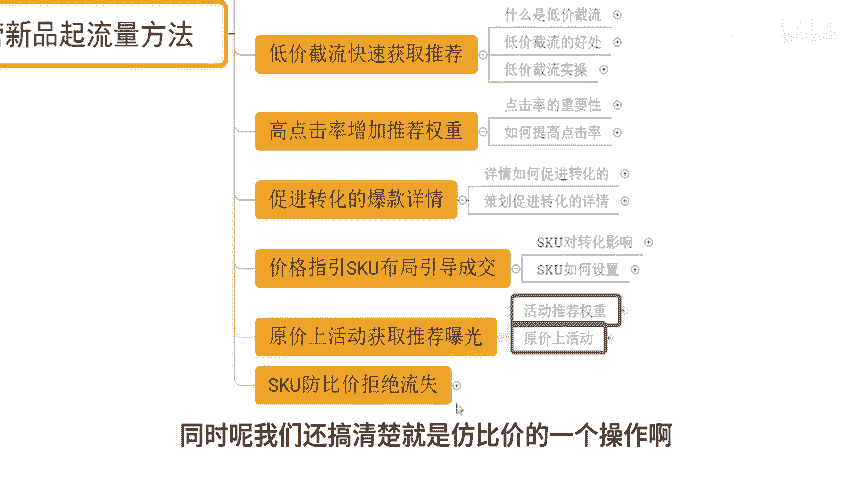 营新品起流量方法
低价截流快速获取推荐
什么是低价截流
低价截流的好处
低价截流实操
高点击率增加推荐权重
点击率的重要性
如何提高点击率
促进转化的爆款详情
详情如何促进转化的
策划促进转化的详情
价格指引SKU布局引导成交
SKU对转化影响
SKU如何设置
原价上活动获取推荐曝光
活动推荐权重
原价上活动
SKU防比价拒绝流失
同时呢我们还搞清楚就是仿比价的一个操作啊